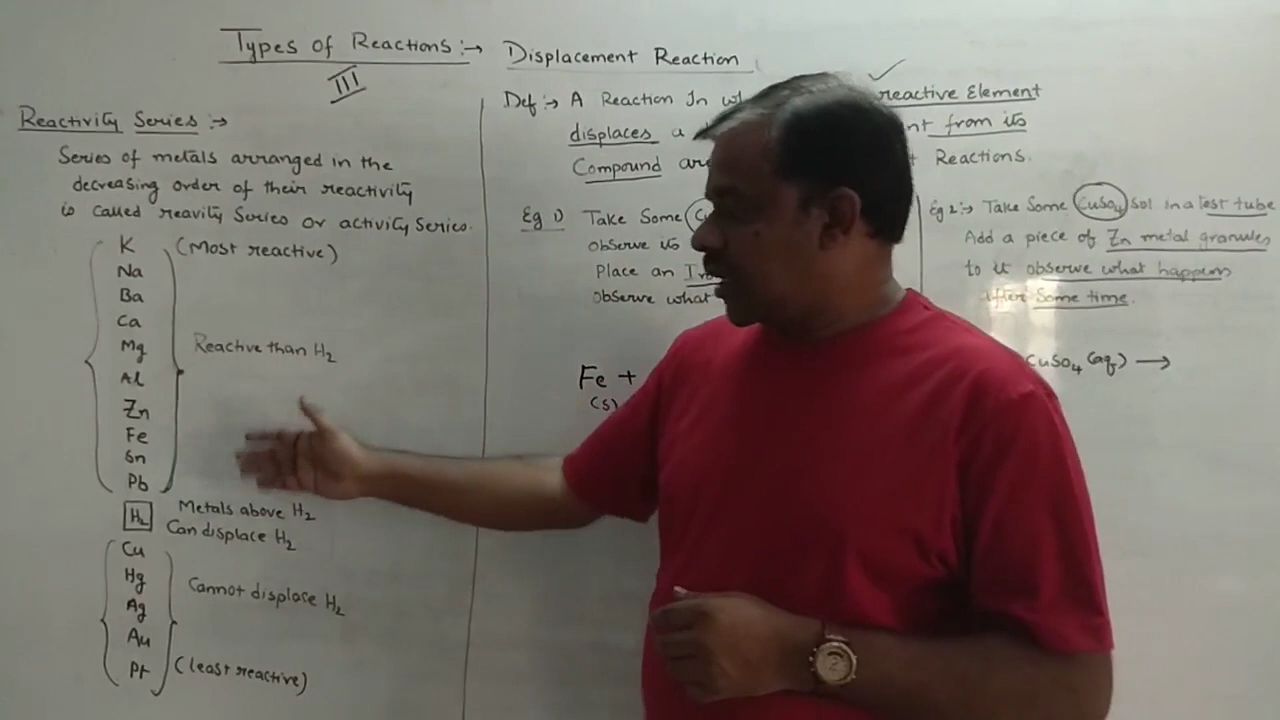 Types of Reactions :→ Displacement Reaction
III
Reactivity Series :→
Series of metals arranged in the
decreasing order of their reactivity
is called reavity Series or activity Series.
K (Most reactive)
Na
Ba
Ca
Mg
Reactive than H2
Al
Zn
Fe
Sn
Pb
H2 Metals above H2
Can displace H2
Cu
Hg
Cannot displace H2
Ag
Au
Pt (least reactive)
Def :→ A Reaction In reactive Element
displaces a from its
Compound Reactions.
Eg 1) Take Some
observe its
Place an
observe what
Fe +
(s)
Eg 2 :→ Take Some CuSO4 sol in a test tube
Add a piece of Zn metal granules
to it observe what happens
after Some time.
CuSO4 (aq) →